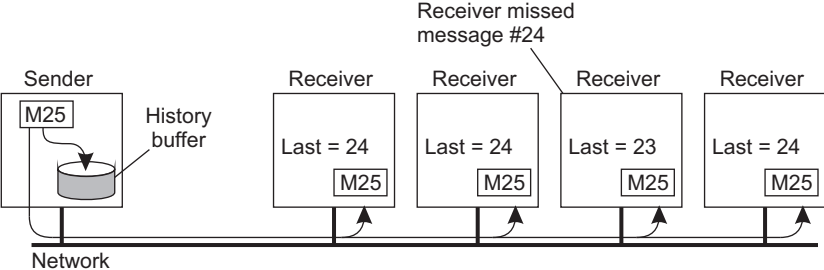 Receiver missed
message #24
Sender
Receiver
Receiver
Receiver
Receiver
M25
History
buffer
Last = 24
Last = 24
Last = 23
Last = 24
M25
M25
M25
M25
Network